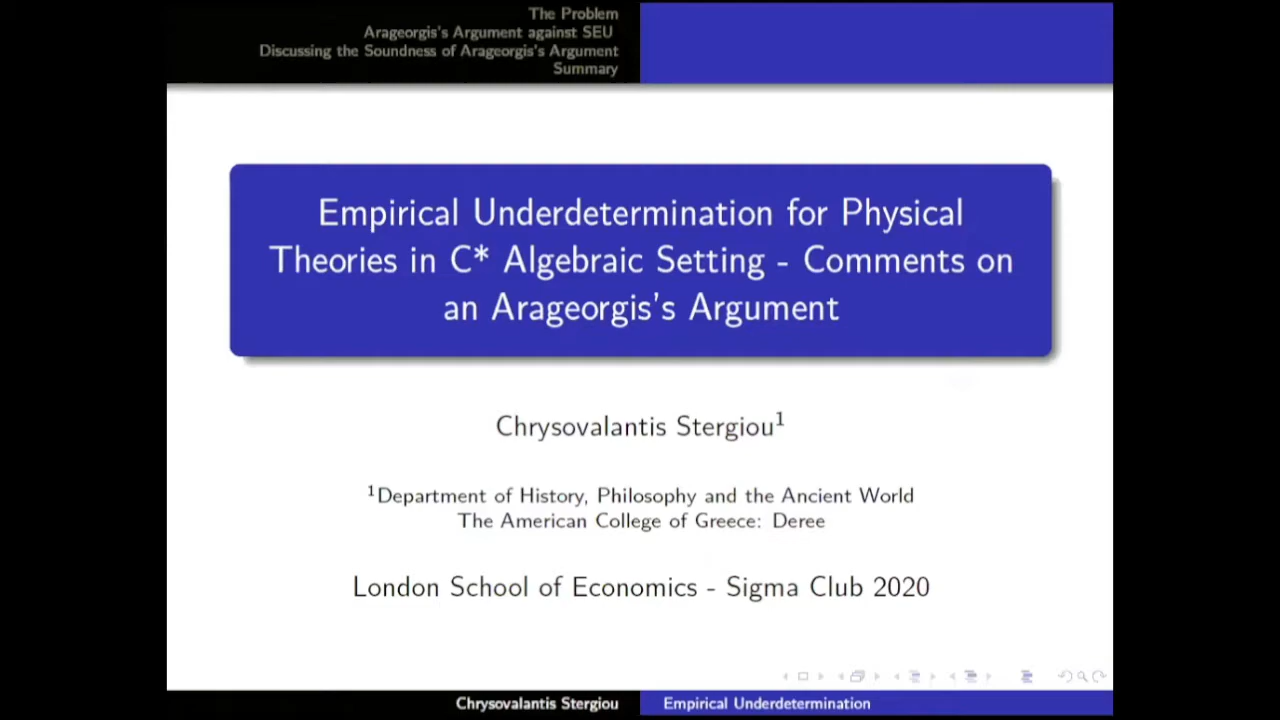 The Problem
Arageorgis's Argument against SEU
Discussing the Soundness of Arageorgis's Argument
Summary
Empirical Underdetermination for Physical
Theories in C* Algebraic Setting - Comments on
an Arageorgis's Argument
Chrysovalantis Stergiou¹
¹Department of History, Philosophy and the Ancient World
The American College of Greece: Deree
London School of Economics - Sigma Club 2020
Chrysovalantis Stergiou
Empirical Underdetermination